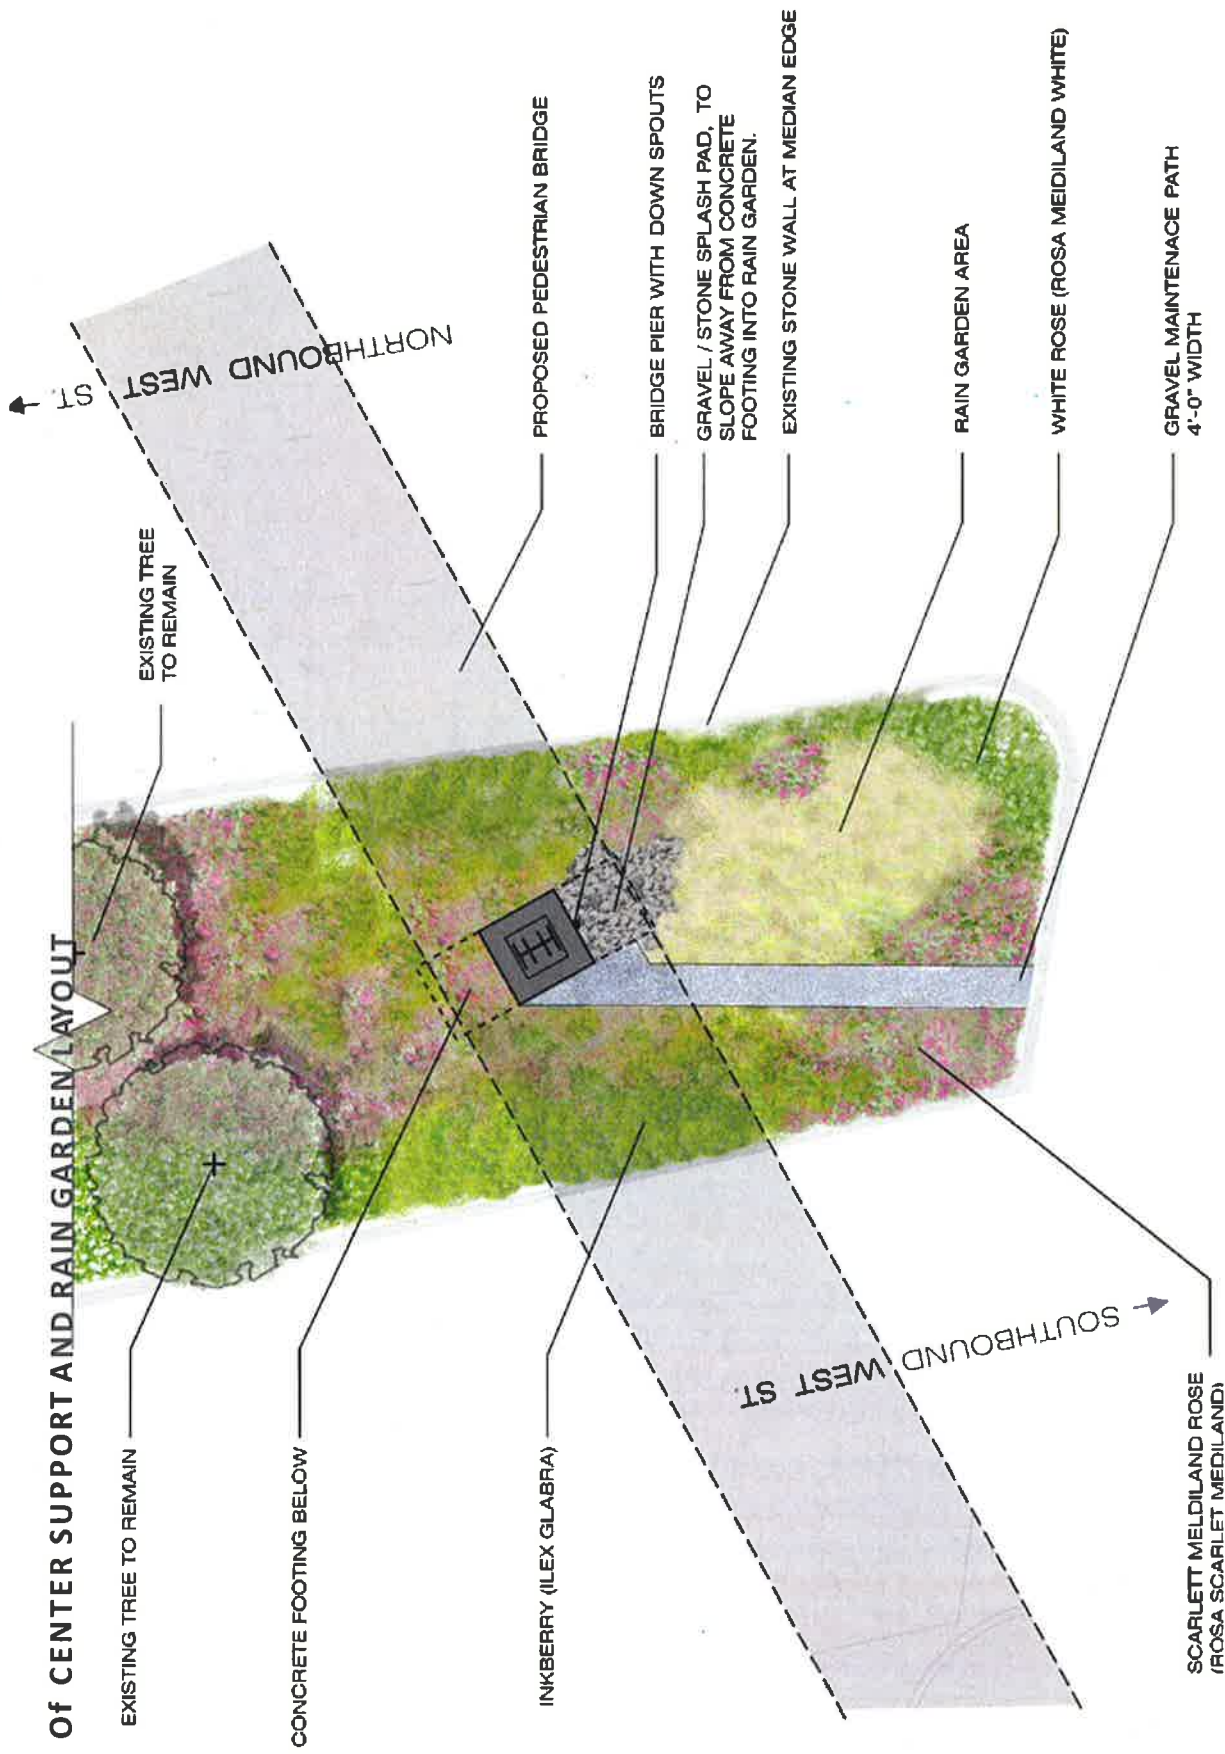 Of CENTER SUPPORT AND RAIN GARDEN LAYOUT
EXISTING TREE TO REMAIN
CONCRETE FOOTING BELOW
INKBERRY (ILEX GLABRA)
SCARLETT MELDILAND ROSE
(ROSA SCARLET MEDILAND)
SOUTHBOUND WEST ST.
EXISTING TREE
TO REMAIN
NORTHBOUND WEST ST.
PROPOSED PEDESTRIAN BRIDGE
BRIDGE PIER WITH DOWN SPOUTS
GRAVEL / STONE SPLASH PAD, TO
SLOPE AWAY FROM CONCRETE
FOOTING INTO RAIN GARDEN.
EXISTING STONE WALL AT MEDIAN EDGE
RAIN GARDEN AREA
WHITE ROSE (ROSA MEIDILAND WHITE)
GRAVEL MAINTENACE PATH
4'-0" WIDTH